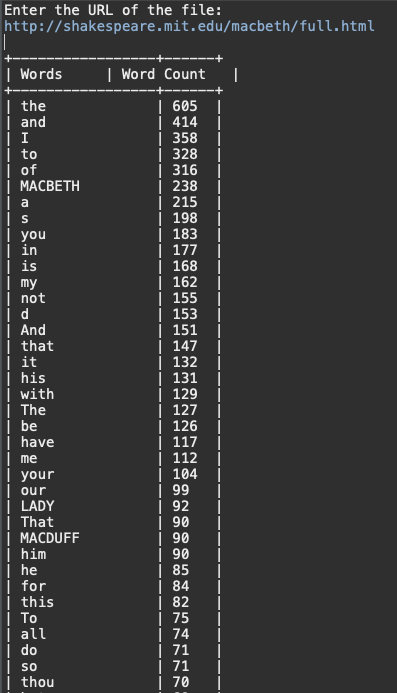 Enter the URL of the file:
http://shakespeare.mit.edu/macbeth/full.html
+-----------------+------+
| Words     | Word Count   |
+-----------------+------+
| the             | 605  |
| and             | 414  |
| I               | 358  |
| to              | 328  |
| of              | 316  |
| MACBETH         | 238  |
| a               | 215  |
| s               | 198  |
| you             | 183  |
| in              | 177  |
| is              | 168  |
| my              | 162  |
| not             | 155  |
| d               | 153  |
| And             | 151  |
| that            | 147  |
| it              | 132  |
| his             | 131  |
| with            | 129  |
| The             | 127  |
| be              | 126  |
| have            | 117  |
| me              | 112  |
| your            | 104  |
| our             | 99   |
| LADY            | 92   |
| That            | 90   |
| MACDUFF         | 90   |
| him             | 90   |
| he              | 85   |
| for             | 84   |
| this            | 82   |
| To              | 75   |
| all             | 74   |
| do              | 71   |
| so              | 71   |
| thou            | 70   |